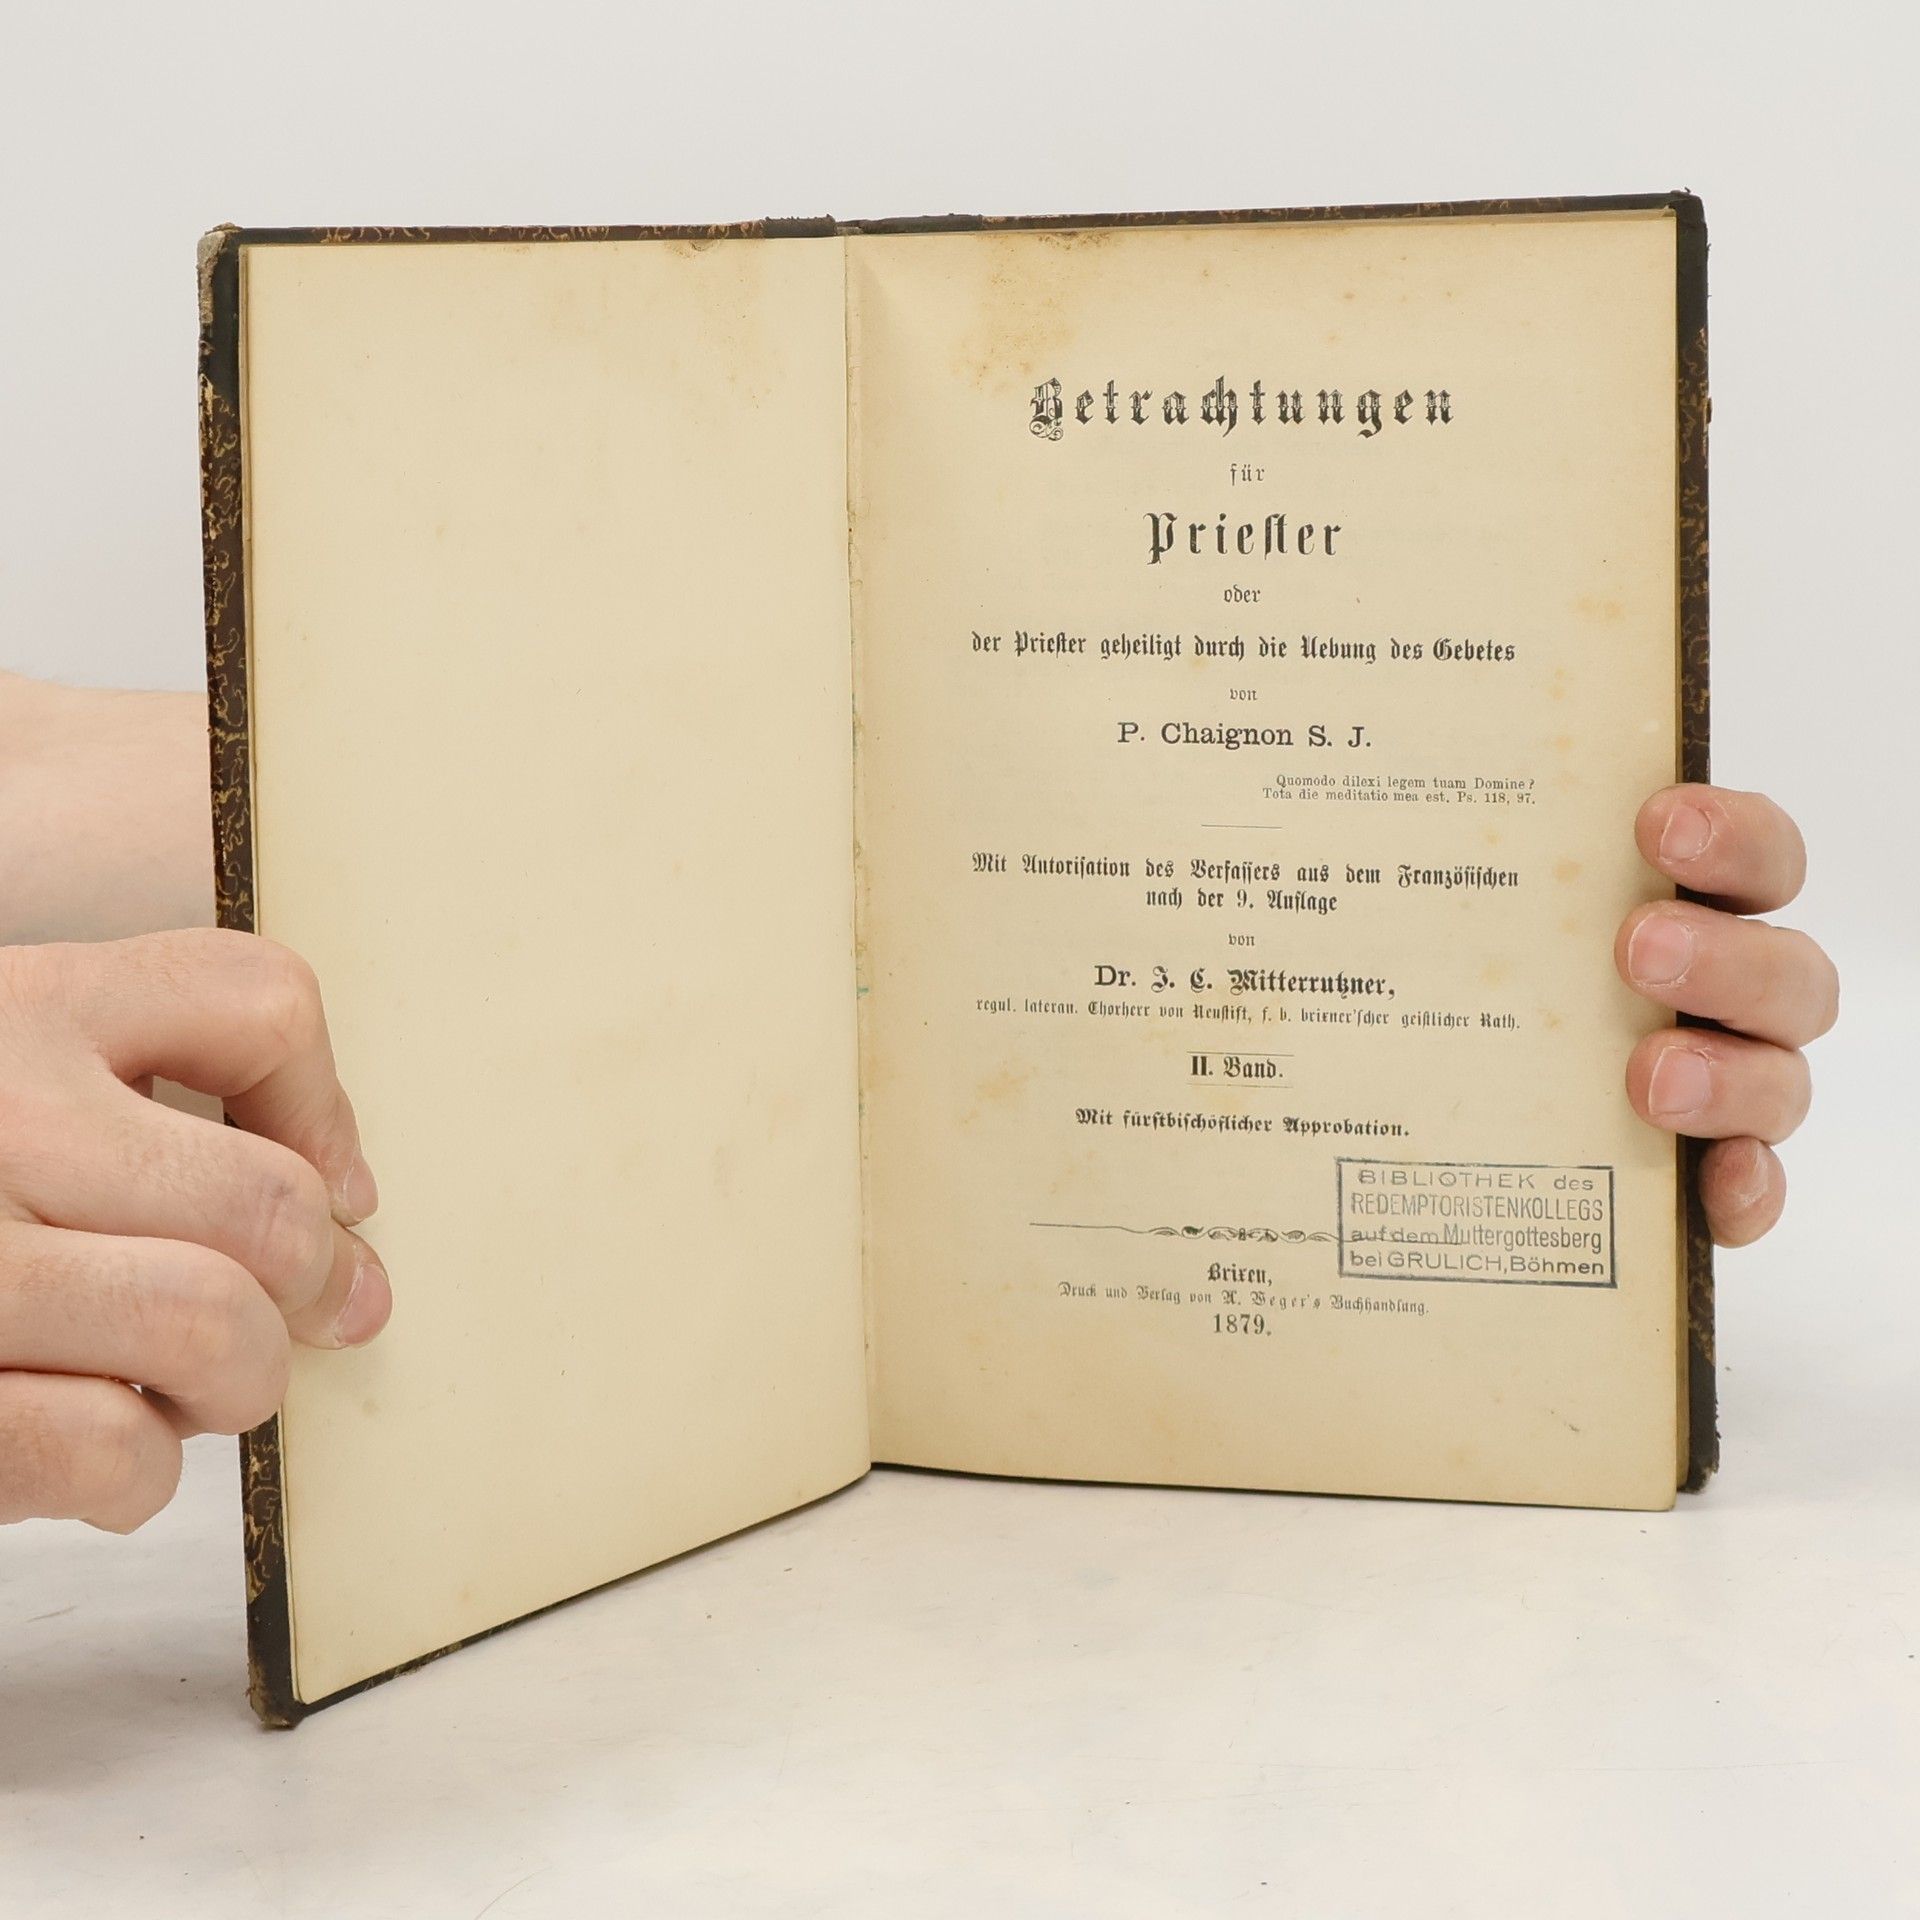 Betrachtungen
für
Prieſter
oder
der Prieſter geheiligt durch die Uebung des Gebetes
von
P. Chaignon S. J.
Quomodo dilexi legem tuam Domine?
Tota die meditatio mea est. Ps. 118, 97.
Mit Autoriſation des Verfaſſers aus dem Franzöſiſchen
nach der 9. Auflage
von
Dr. J. C. Mitterrutzner,
regul. lateran. Chorherr von Neuſtift, f. b. brixner'ſcher geiſtlicher Rath.
II. Band.
Mit fürſtbiſchöflicher Approbation.
BIBLIOTHEK des
REDEMPTORISTENKOLLEGS
auf dem Muttergottesberg
bei GRULICH, Böhmen
Brixen,
Druck und Verlag von A. Weger's Buchhandlung.
1879.